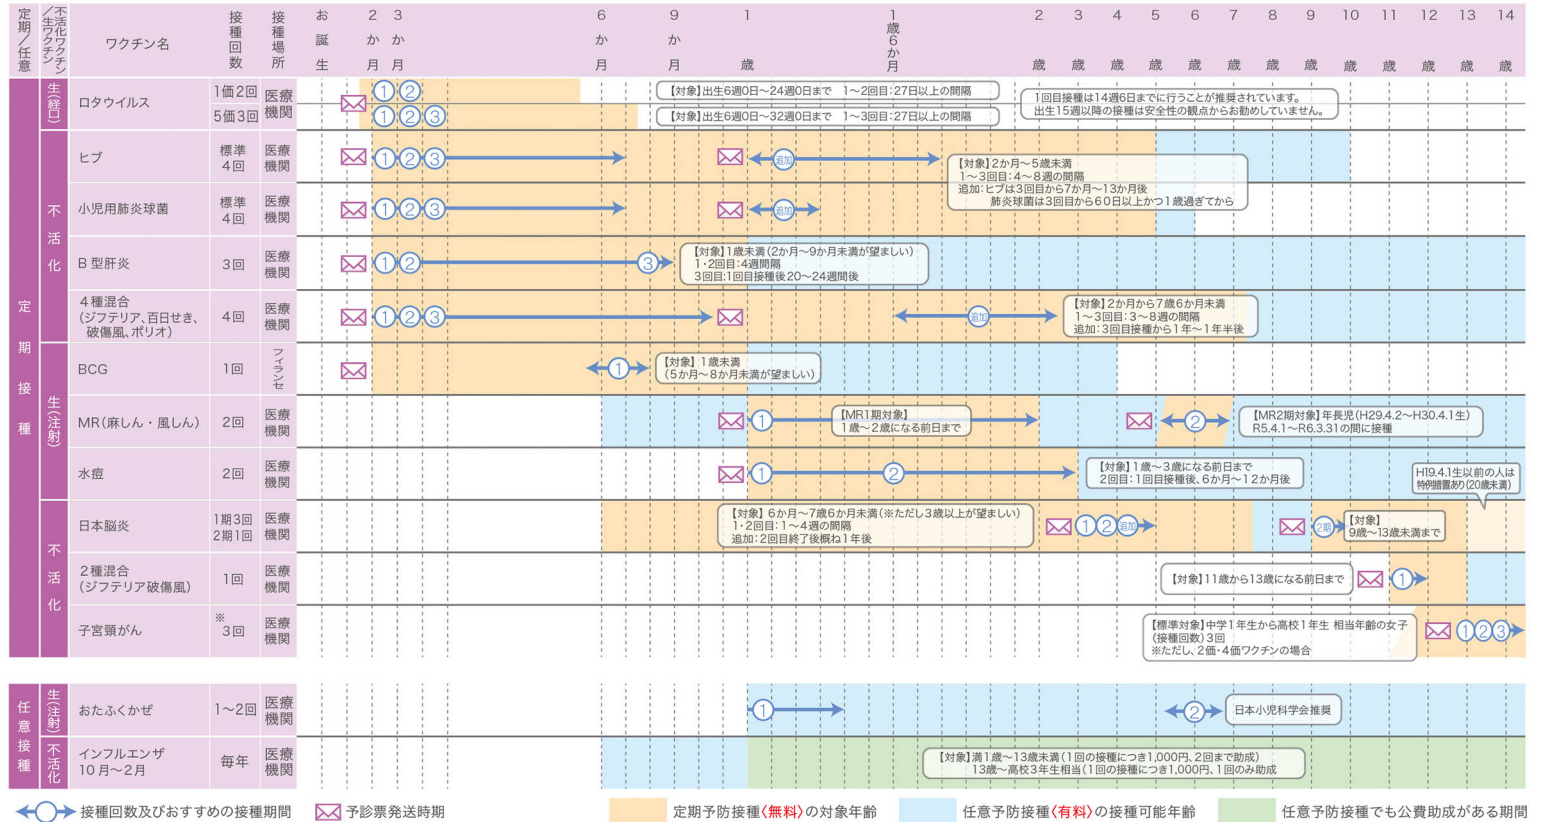 定期／任意
不活化ワクチン／生ワクチン
ワクチン名
接種回数
接種場所
お誕生
2か月
3か月
6か月
9か月
1歳
1歳6か月
2歳
3歳
4歳
5歳
6歳
7歳
8歳
9歳
10歳
11歳
12歳
13歳
14歳
定期接種
生（経口）
ロタウイルス
1価2回
5価3回
医療
機関
① ②
① ② ③
【対象】出生6週0日～24週0日まで　1～2回目：27日以上の間隔
【対象】出生6週0日～32週0日まで　1～3回目：27日以上の間隔
1回目接種は14週6日までに行うことが推奨されています。
出生15週以降の接種は安全性の観点からお勧めしていません。
不活化
ヒブ
標準
4回
医療
機関
① ② ③
追加
【対象】2か月～5歳未満
1～3回目：4～8週の間隔
追加：ヒブは3回目から7か月～13か月後
肺炎球菌は3回目から60日以上かつ1歳過ぎてから
小児用肺炎球菌
標準
4回
医療
機関
① ② ③
追加
B型肝炎
3回
医療
機関
① ② ③
【対象】1歳未満（2か月～9か月未満が望ましい）
1・2回目：4週間隔
3回目：1回目接種後20～24週間後
4種混合
（ジフテリア、百日せき、
破傷風、ポリオ）
4回
医療
機関
① ② ③
追加
【対象】2か月から7歳6か月未満
1～3回目：3～8週の間隔
追加：3回目接種から1年～1年半後
生（注射）
BCG
1回
フィランセ
①
【対象】1歳未満
（5か月～8か月未満が望ましい）
MR（麻しん・風しん）
2回
医療
機関
①
【MR1期対象】
1歳～2歳になる前日まで
②
【MR2期対象】年長児（H29.4.2～H30.4.1生）
R5.4.1～R6.3.31の間に接種
水痘
2回
医療
機関
① ②
【対象】1歳～3歳になる前日まで
2回目：1回目接種後、6か月～12か月後
H19.4.1生以前の人は
特例措置あり（20歳未満）
不活化
日本脳炎
1期3回
2期1回
医療
機関
【対象】6か月～7歳6か月未満（※ただし3歳以上が望ましい）
1・2回目：1～4週の間隔
追加：2回目終了後概ね1年後
① ② 追加
2期
【対象】
9歳～13歳未満まで
2種混合
（ジフテリア破傷風）
1回
医療
機関
【対象】11歳から13歳になる前日まで
①
子宮頸がん
※
3回
医療
機関
【標準対象】中学1年生から高校1年生 相当年齢の女子
（接種回数）3回
※ただし、2価・4価ワクチンの場合
① ② ③
任意接種
生（注射）
おたふくかぜ
1～2回
医療
機関
①
②
日本小児科学会推奨
不活化
インフルエンザ
10月～2月
毎年
医療
機関
【対象】満1歳～13歳未満（1回の接種につき1,000円、2回まで助成）
13歳～高校3年生相当（1回の接種につき1,000円、1回のみ助成
接種回数及びおすすめの接種期間
予診票発送時期
定期予防接種〈無料〉の対象年齢
任意予防接種〈有料〉の接種可能年齢
任意予防接種でも公費助成がある期間